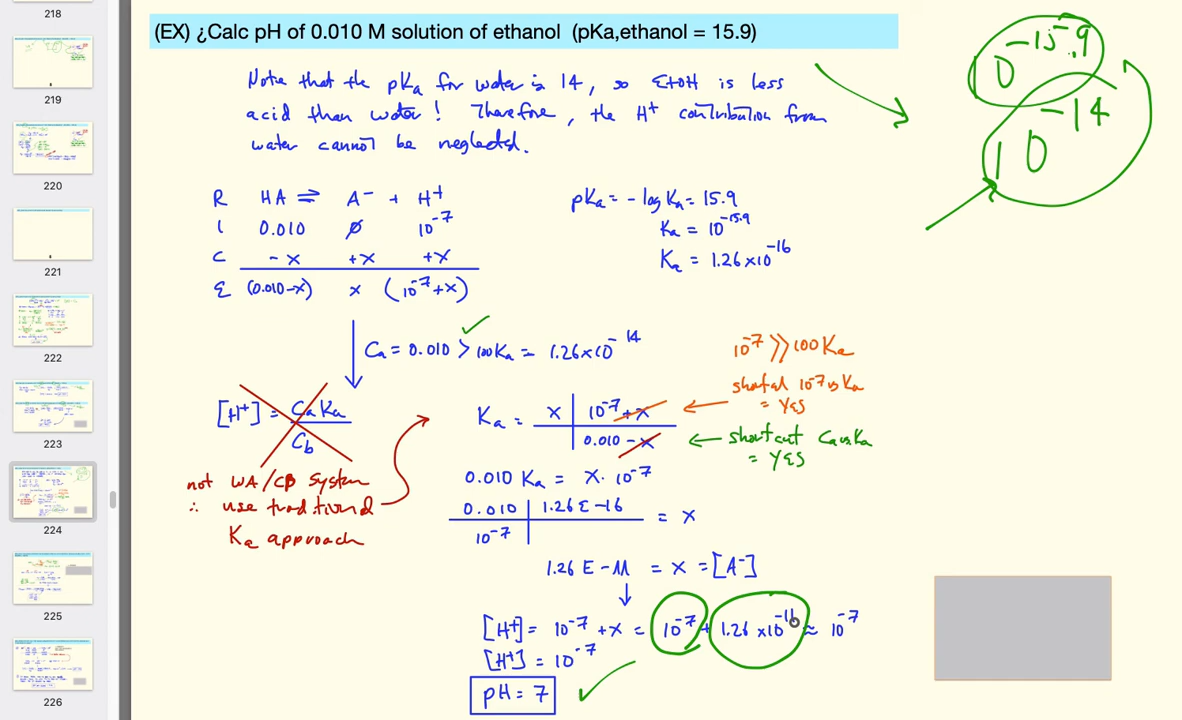 218
219
220
221
222
223
224
225
226
(EX) ¿Calc pH of 0.010 M solution of ethanol (pKa,ethanol = 15.9)
Note that the pKa for water is 14, so EtOH is less
acid than water! Therefore, the H+ contribution from
water cannot be neglected.
10^-15.9
10^-14
R HA ⇌ A- + H+
I 0.010 ø 10^-7
C -x +x +x
E (0.010-x) x (10^-7+x)
pKa = - log Ka = 15.9
Ka = 10^-15.9
Ka = 1.26 x 10^-16
Ca = 0.010 > 100Ka = 1.26 x 10^-14 ✓
[H+] = CaKa / Cb
not WA/CB system
∴ use traditional
Ka approach
10^-7 >> 100Ka
10^-7 vs Ka
= YES
shortcut Ca vs Ka
= YES
Ka = x | 10^-7+x
0.010 -x
0.010 Ka = x · 10^-7
0.010 | 1.26 E-16 = x
10^-7
1.26 E-11 = x = [A-]
[H+] = 10^-7 + x = 10^-7 + 1.26 x10^-16 ≈ 10^-7
[H+] = 10^-7
pH = 7 ✓